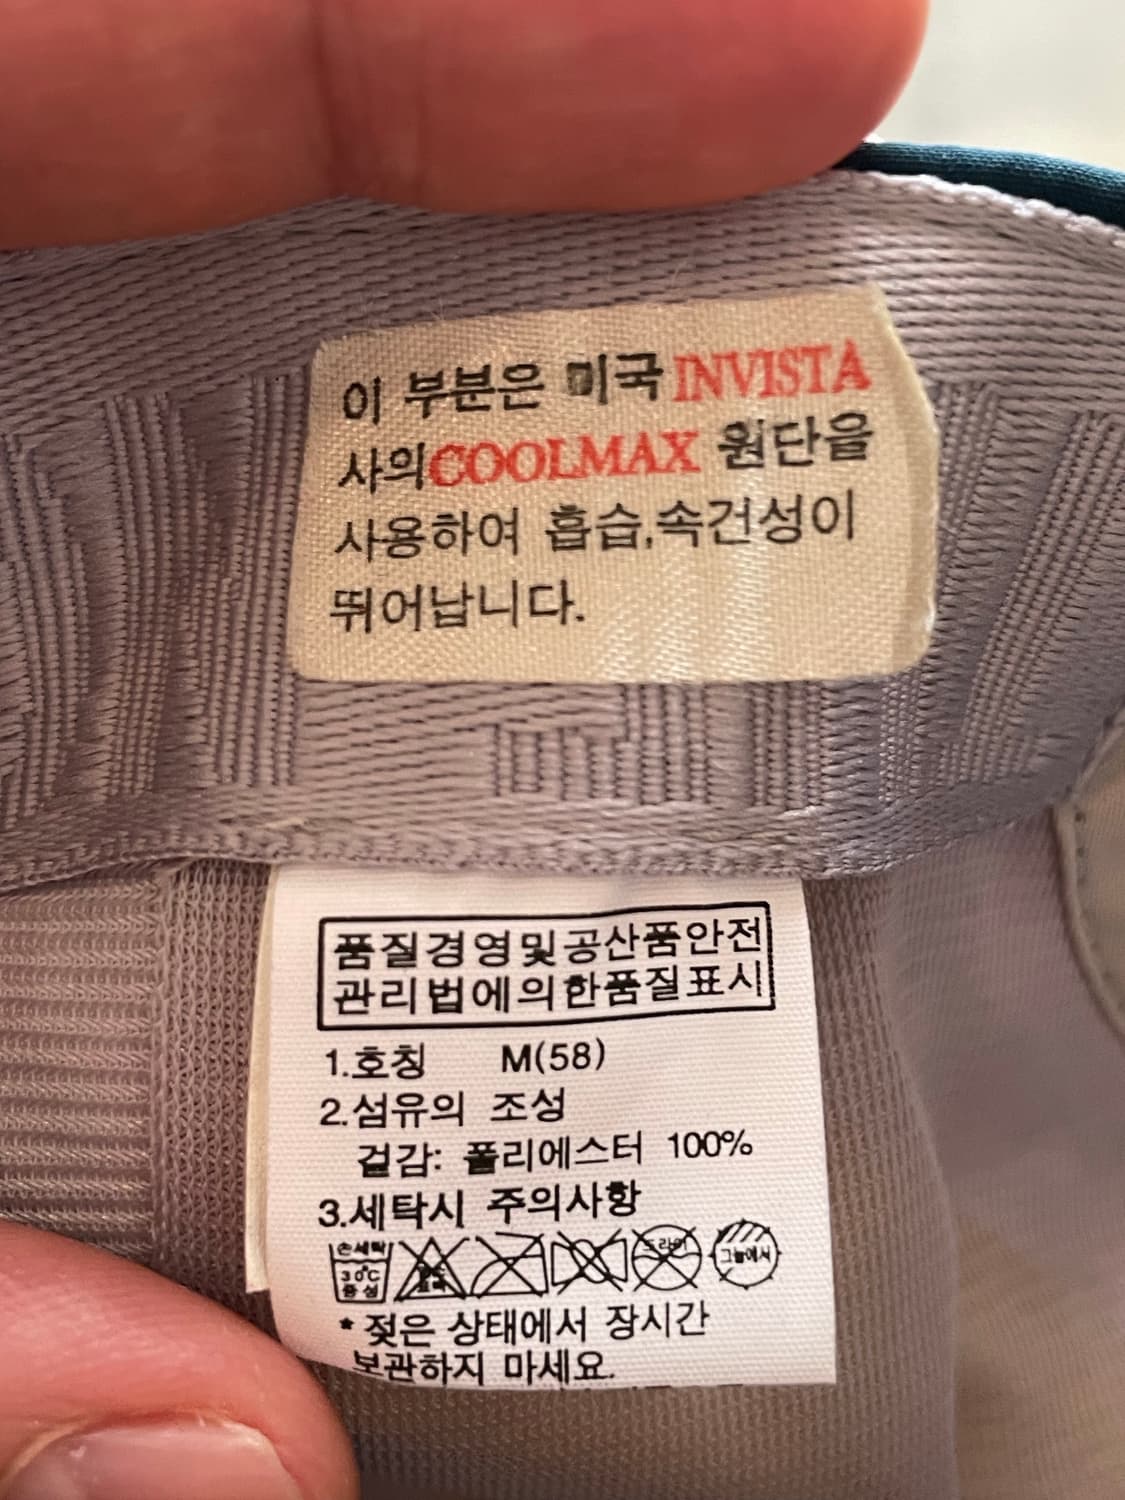 이 부분은 미국 INVISTA
사의COOLMAX 원단을
사용하여 흡습,속건성이
뛰어납니다.
품질경영및공산품안전
관리법에의한품질표시
1.호칭 M(58)
2.섬유의 조성
겉감: 폴리에스터 100%
3.세탁시 주의사항
손세탁
30℃
중성
드라이
그늘에서
* 젖은 상태에서 장시간
보관하지 마세요.